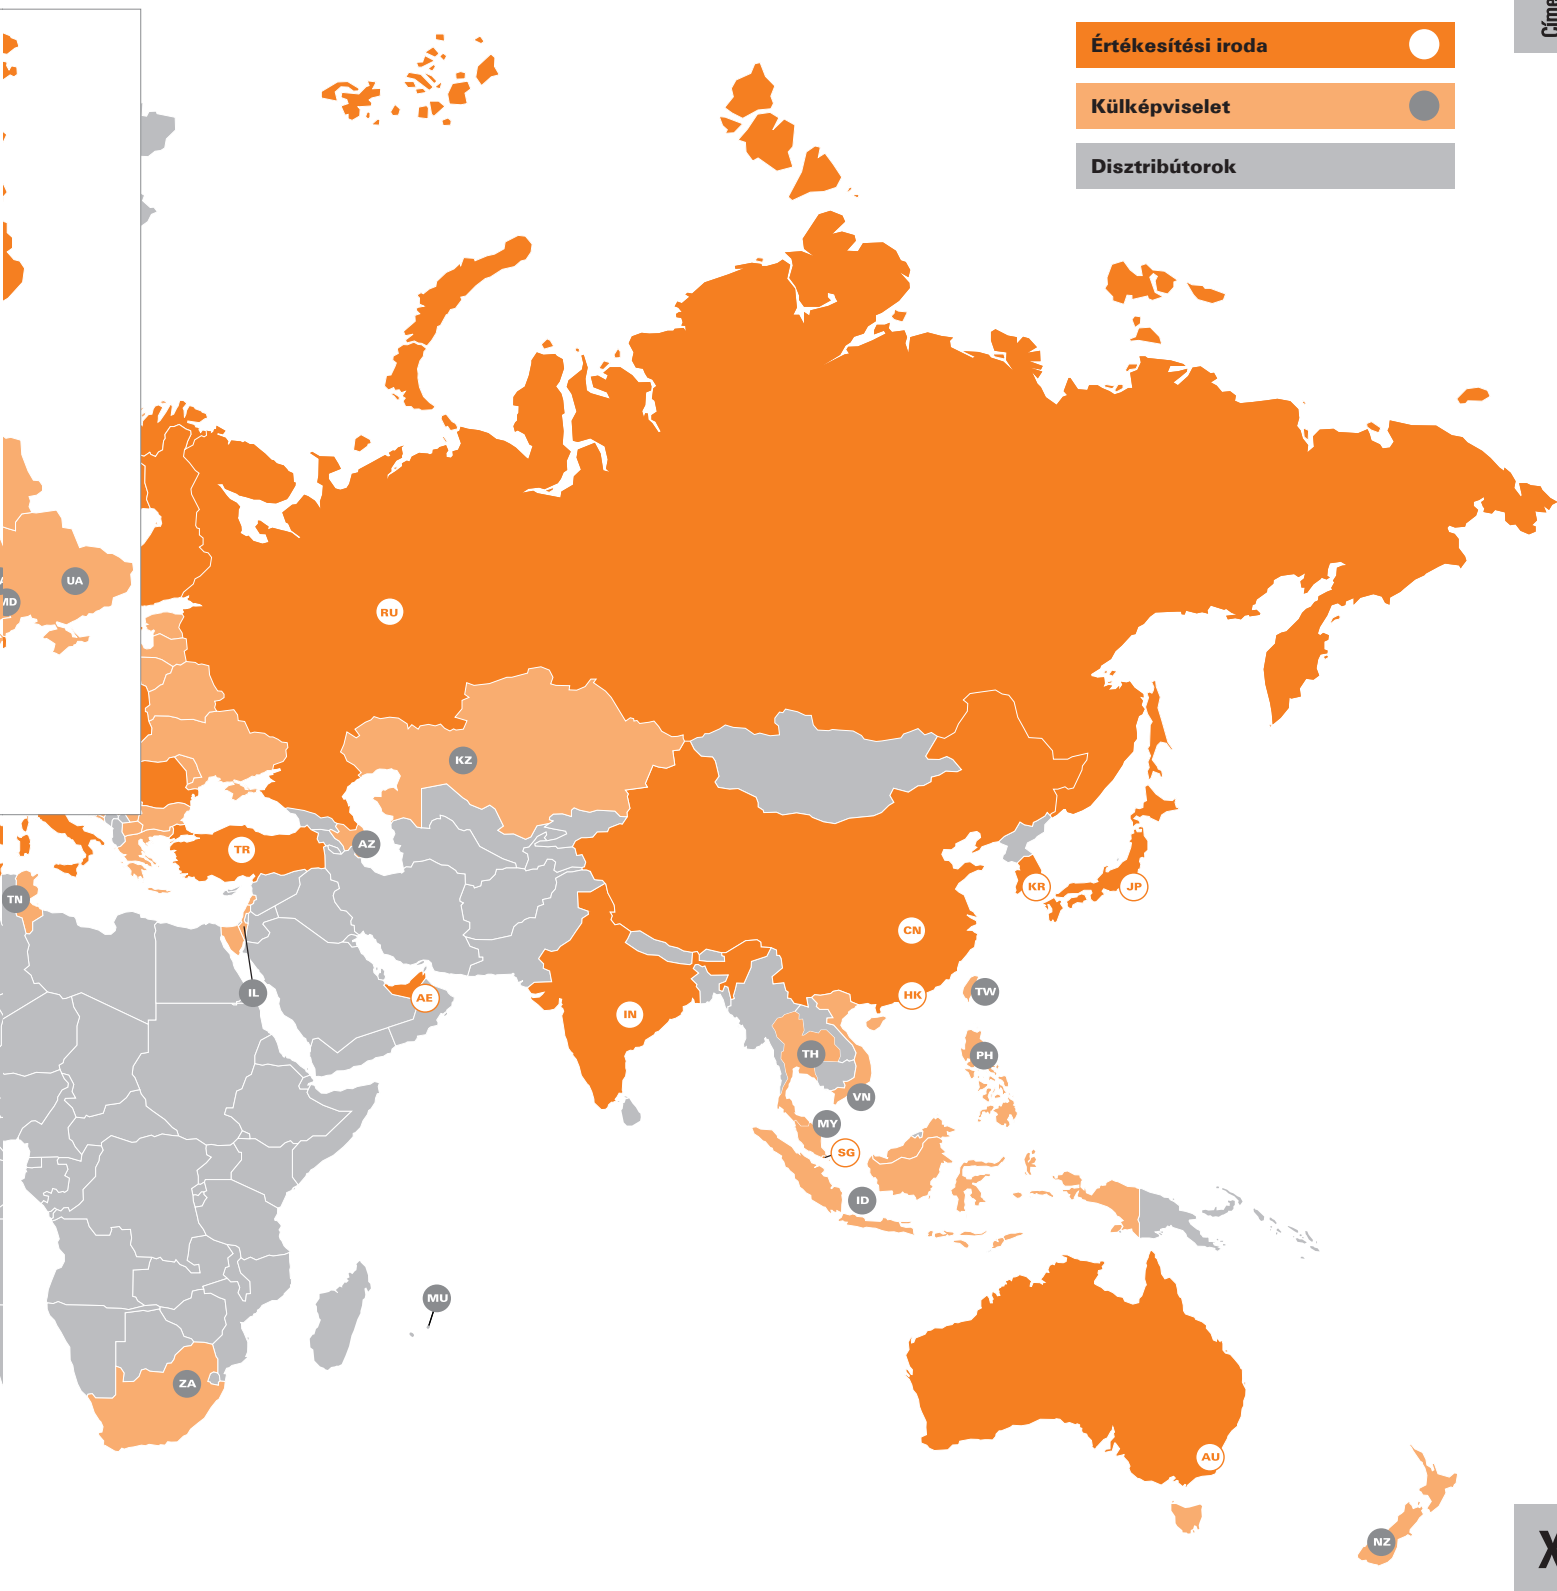 Értékesítési iroda
Külképviselet
Disztribútorok
UA
MD
RU
KZ
TR
AZ
TN
KR
JP
CN
IL
AE
HK
TW
IN
TH
PH
VN
MY
SG
ID
MU
ZA
AU
NZ
X